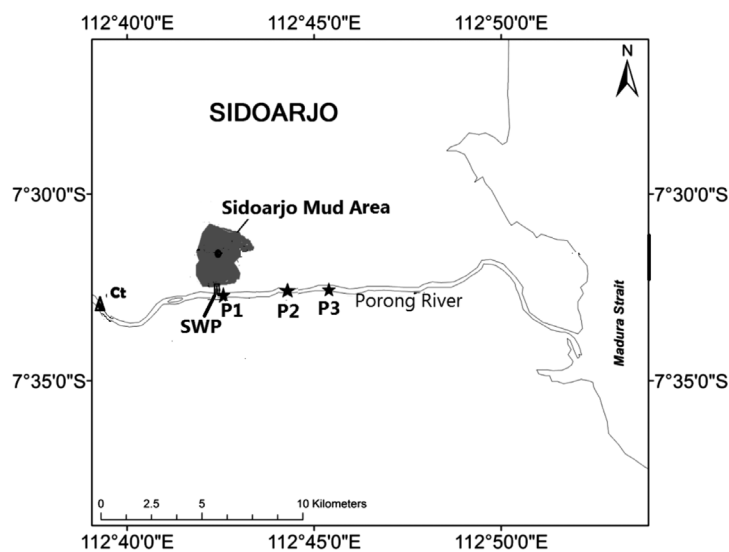 112°40'0"E 112°45'0"E 112°50'0"E
N
SIDOARJO
7°30'0"S 7°30'0"S
Sidoarjo Mud Area
Ct
P1 P2 P3 Porong River
SWP
Madura Strait
7°35'0"S 7°35'0"S
0 2.5 5 10 Kilometers
112°40'0"E 112°45'0"E 112°50'0"E